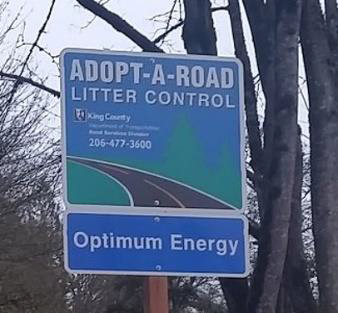 ADOPT-A-ROAD
LITTER CONTROL
King County
Department of Transportation
Road Services Division
206-477-3600
Optimum Energy